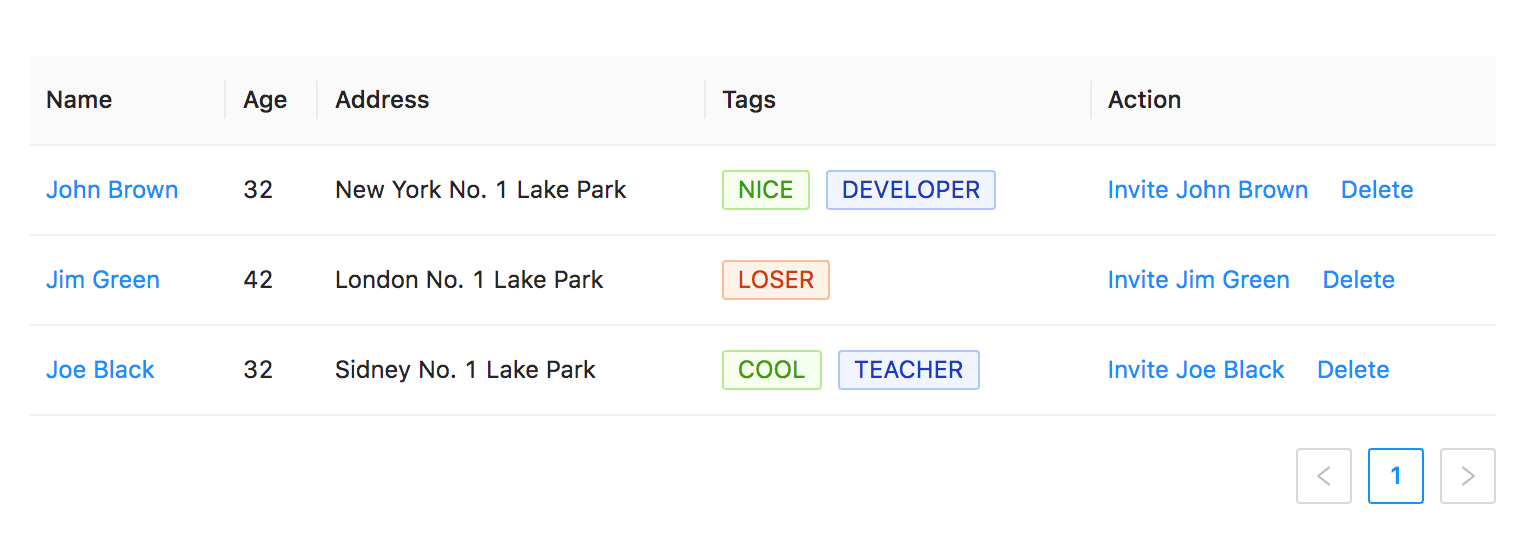 Name Age Address Tags Action
John Brown 32 New York No. 1 Lake Park NICE DEVELOPER Invite John Brown Delete
Jim Green 42 London No. 1 Lake Park LOSER Invite Jim Green Delete
Joe Black 32 Sidney No. 1 Lake Park COOL TEACHER Invite Joe Black Delete
< 1 >